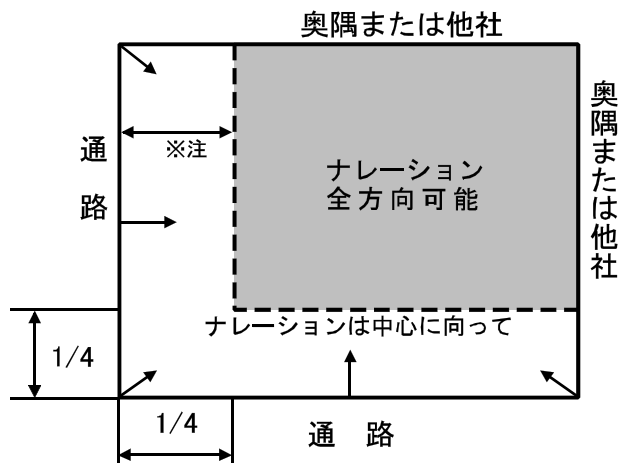 奥隅または他社
※注
通路
ナレーション
全方向可能
奥隅または他社
ナレーションは中心に向って
1/4
1/4
通 路